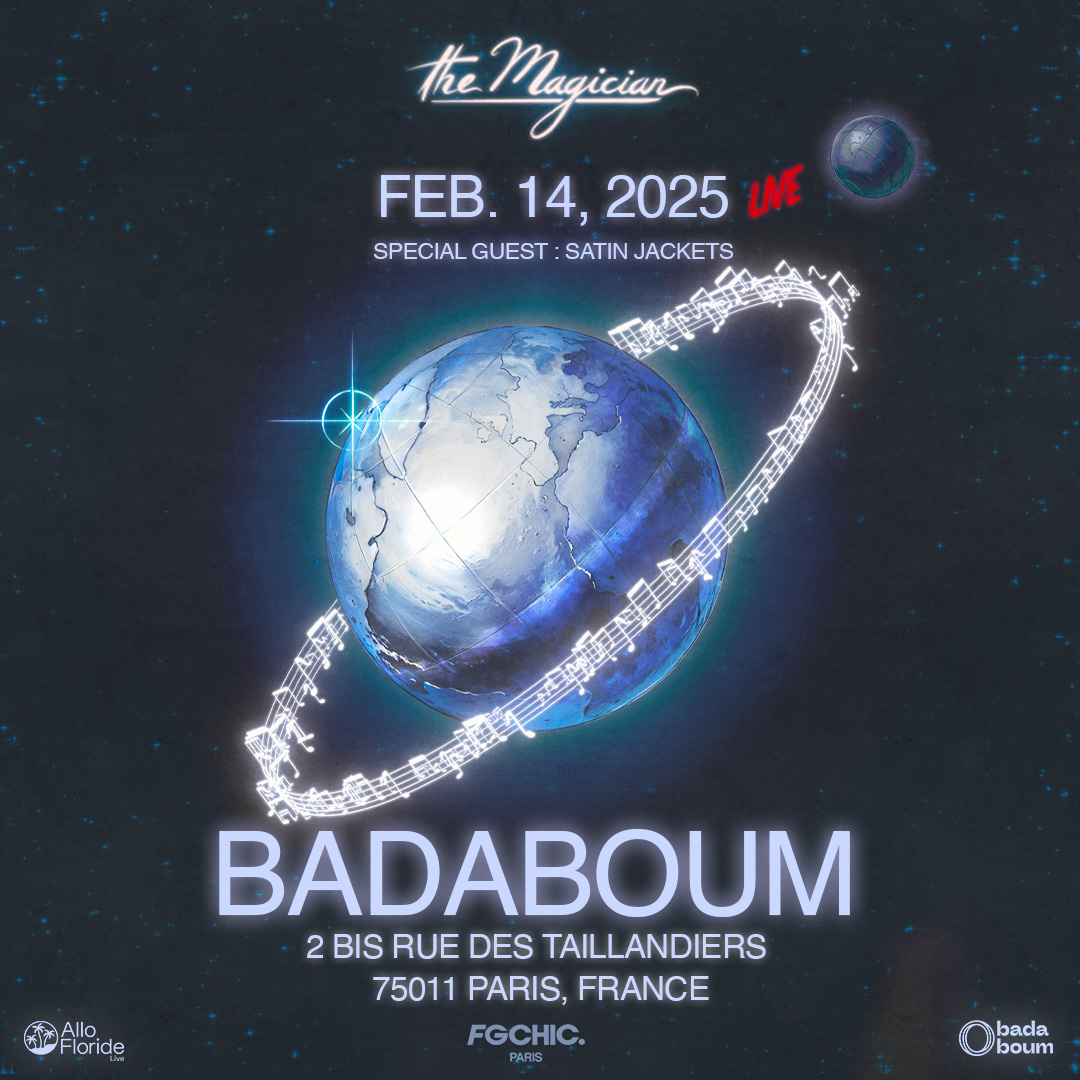 the Magician
FEB. 14, 2025 LIVE
SPECIAL GUEST : SATIN JACKETS
BADABOUM
2 BIS RUE DES TAILLANDIERS
75011 PARIS, FRANCE
Allo
Floride
Live
FGCHIC.
PARIS
bada
boum